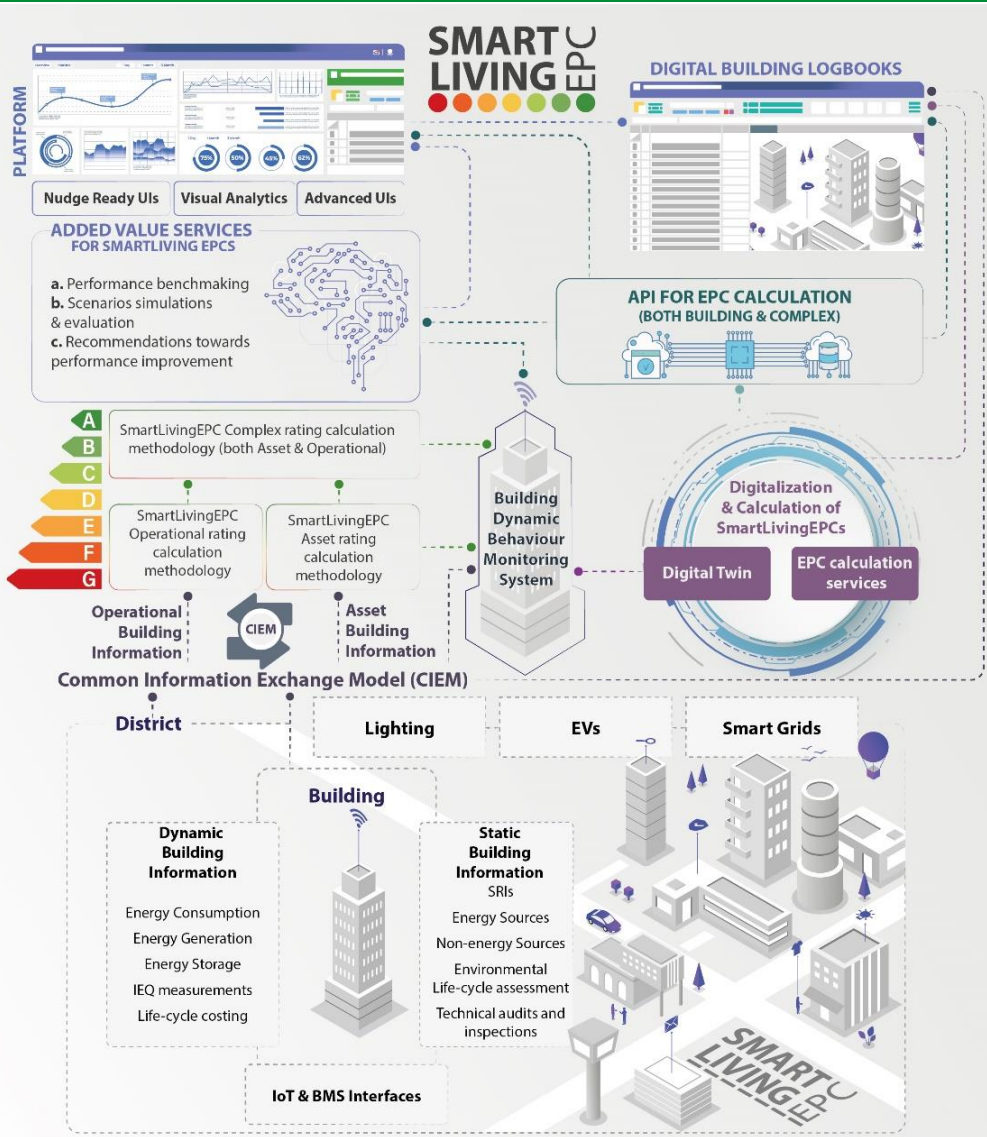 SMART
LIVING
EPC
PLATFORM
75%
50%
45%
62%
DIGITAL BUILDING LOGBOOKS
Nudge Ready UIs
Visual Analytics
Advanced UIs
ADDED VALUE SERVICES
FOR SMARTLIVING EPCS
a. Performance benchmaking
b. Scenarios simulations
& evaluation
c. Recommendations towards
performance improvement
API FOR EPC CALCULATION
(BOTH BUILDING & COMPLEX)
A
B
C
D
E
F
G
SmartLivingEPC Complex rating calculation
methodology (both Asset & Operational)
SmartLivingEPC
Operational rating
calculation
methodology
SmartLivingEPC
Asset rating
calculation
methodology
Building
Dynamic
Behaviour
Monitoring
System
Digitalization
& Calculation of
SmartLivingEPCs
Digital Twin
EPC calculation
services
Operational
Building
Information
CIEM
Asset
Building
Information
Common Information Exchange Model (CIEM)
District
Lighting
EVs
Smart Grids
Building
Dynamic
Building
Information
Energy Consumption
Energy Generation
Energy Storage
IEQ measurements
Life-cycle costing
Static
Building
Information
SRIs
Energy Sources
Non-energy Sources
Environmental
Life-cycle assessment
Technical audits and
inspections
IoT & BMS Interfaces
SMART
LIVING
EPC